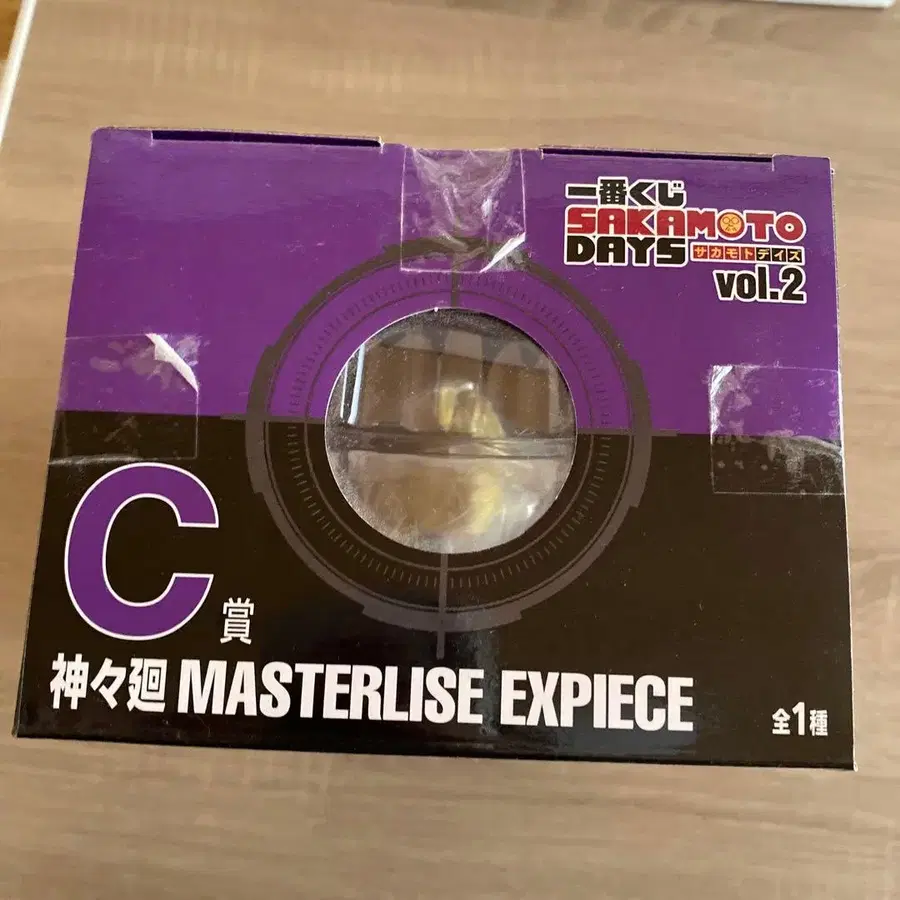 一番くじ
SAKAMOTO
DAYS サカモトデイズ
vol.2
C賞
神々廻 MASTERLISE EXPIECE
全1種